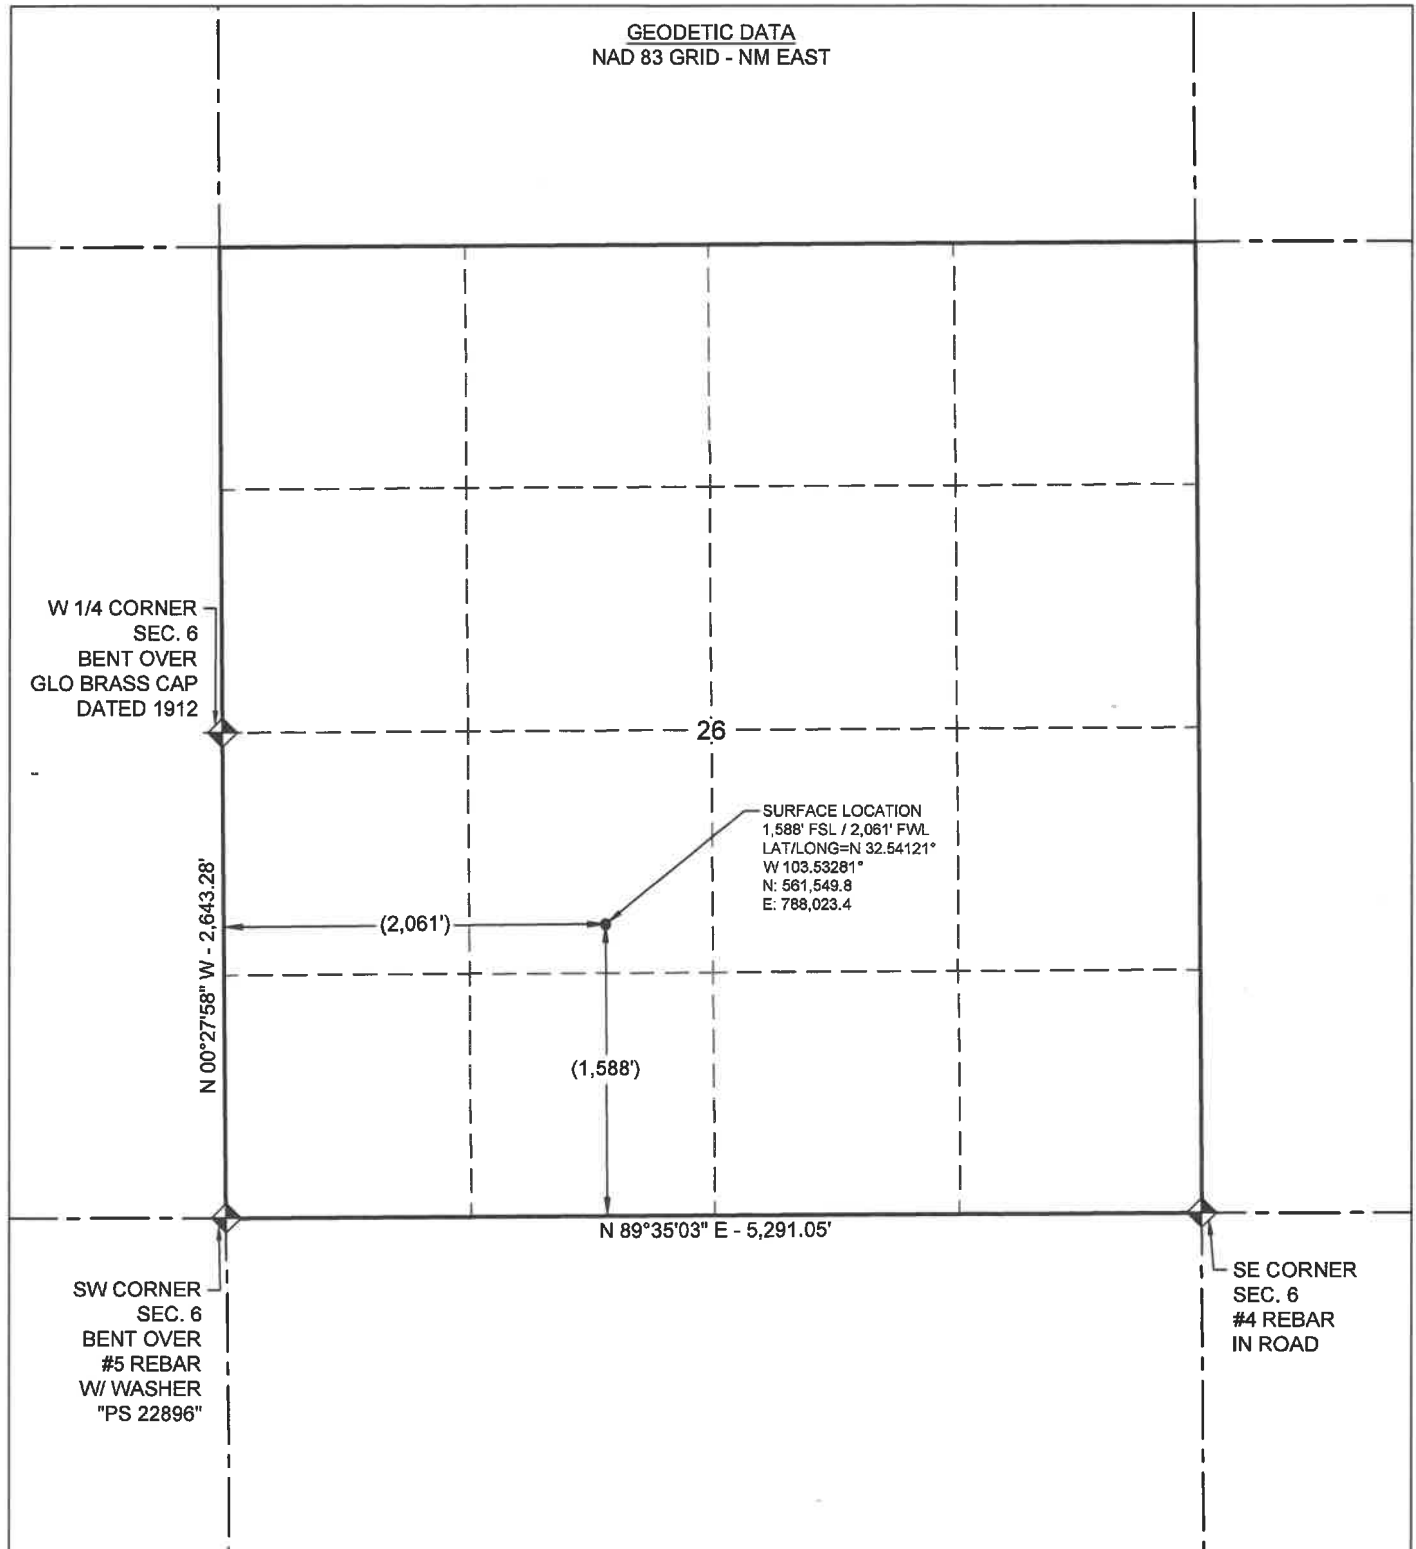 GEODETIC DATA
NAD 83 GRID - NM EAST
W 1/4 CORNER
SEC. 6
BENT OVER
GLO BRASS CAP
DATED 1912
26
SURFACE LOCATION
1,588' FSL / 2,061' FWL
LAT/LONG=N 32.54121°
W 103.53281°
N: 561,549.8
E: 788,023.4
N 00°27'58" W - 2,643.28'
(2,061')
(1,588')
N 89°35'03" E - 5,291.05'
SW CORNER
SEC. 6
BENT OVER
#5 REBAR
W/ WASHER
"PS 22896"
SE CORNER
SEC. 6
#4 REBAR
IN ROAD